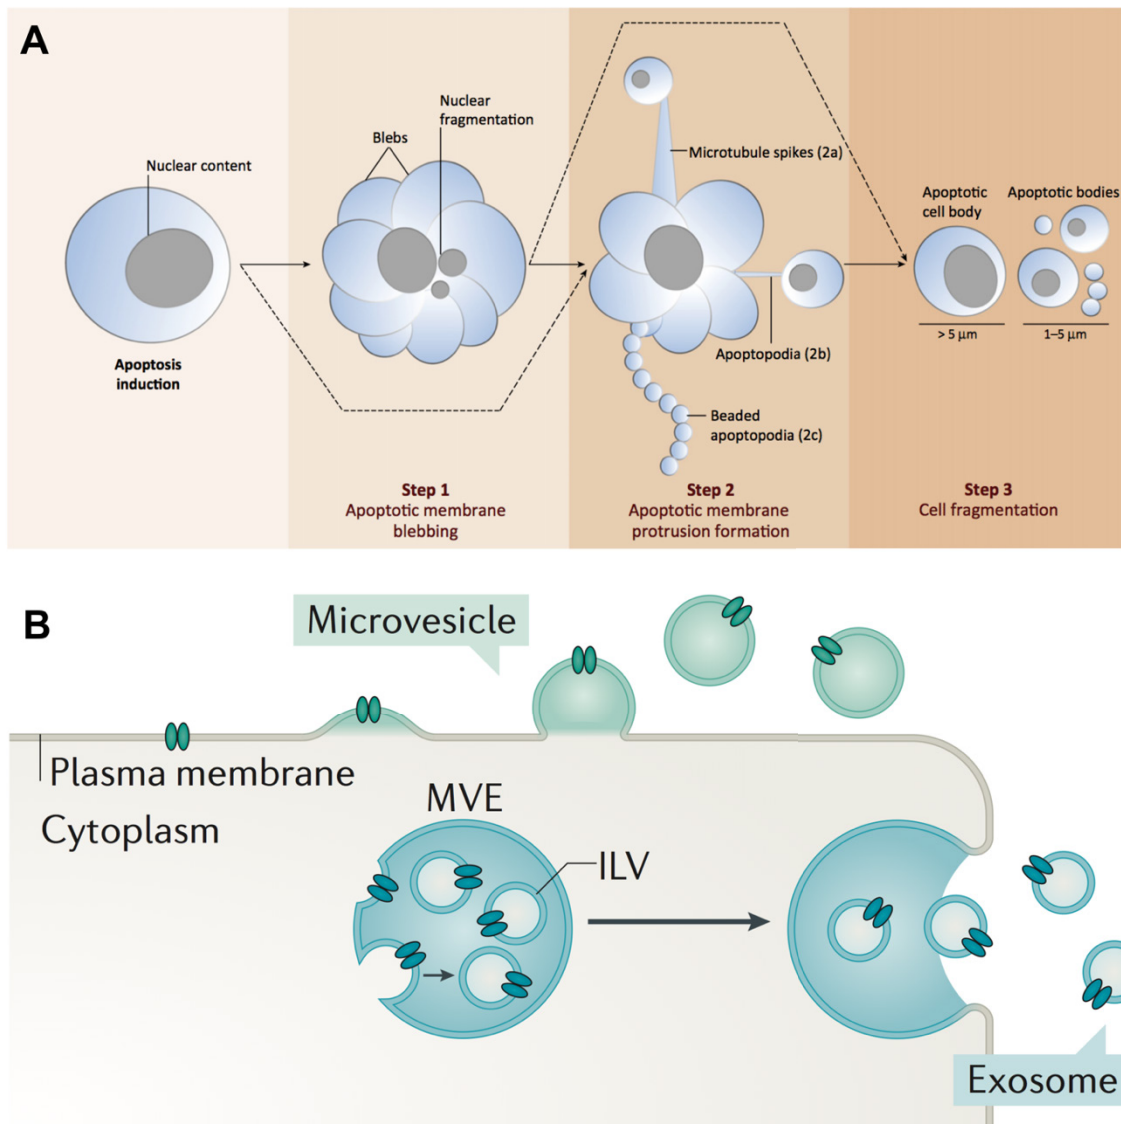 A
Nuclear content
Apoptosis
induction
Blebs
Nuclear
fragmentation
Step 1
Apoptotic membrane
blebbing
Microtubule spikes (2a)
Apoptopodia (2b)
Beaded
apoptopodia (2c)
Step 2
Apoptotic membrane
protrusion formation
Apoptotic
cell body
Apoptotic bodies
> 5 µm
1–5 µm
Step 3
Cell fragmentation
B
Microvesicle
Plasma membrane
Cytoplasm
MVE
ILV
Exosome